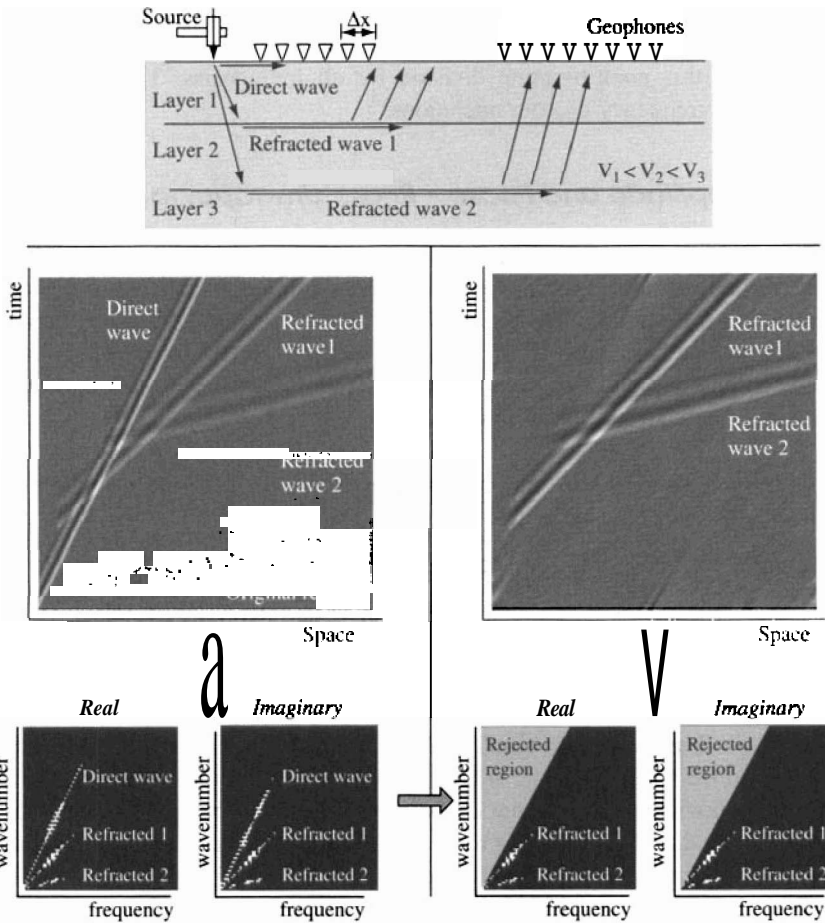 Source
Δx
Geophones
Direct wave
Layer 1
Refracted wave 1
Layer 2
V1 < V2 < V3
Layer 3
Refracted wave 2
time
Direct
wave
Refracted
wave1
Refracted
wave 2
Original
Space
time
Refracted
wave1
Refracted
wave 2
Space
a
V
Real
Imaginary
wavenumber
Direct wave
Refracted 1
Refracted 2
frequency
wavenumber
Direct wave
Refracted 1
Refracted 2
frequency
Real
Imaginary
wavenumber
Rejected
region
Refracted 1
Refracted 2
frequency
wavenumber
Rejected
region
Refracted 1
Refracted 2
frequency